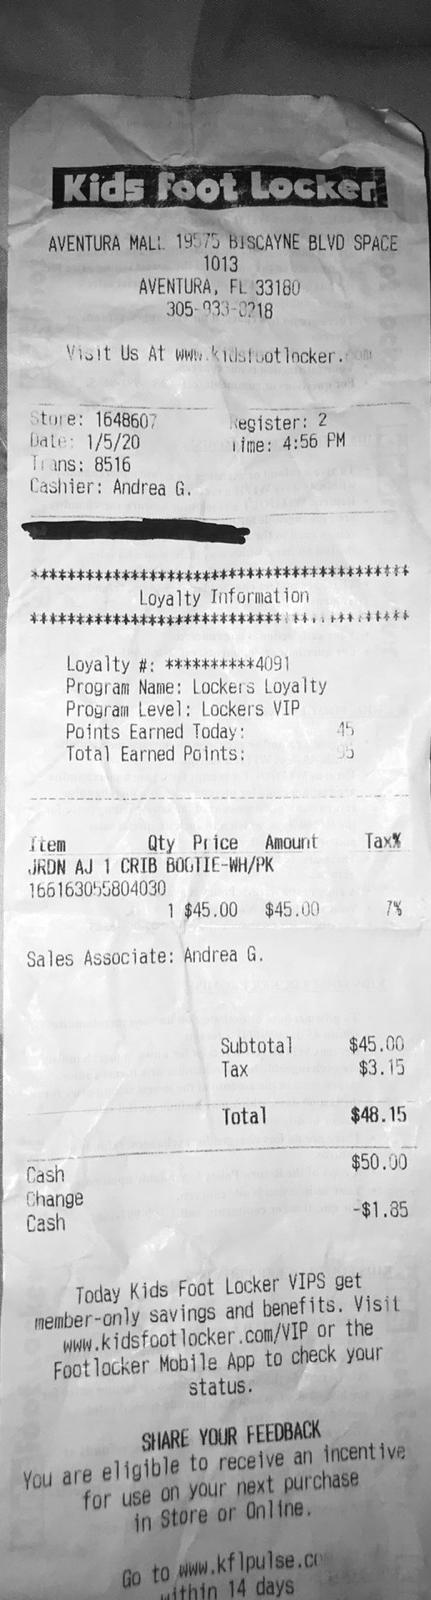 Kids Foot Locker
AVENTURA MALL 19575 BISCAYNE BLVD SPACE
1013
AVENTURA, FL 33180
305-933-0218
Visit Us At www.kidsfootlocker.com
Store: 1648607 Register: 2
Date: 1/5/20 Time: 4:56 PM
Trans: 8516
Cashier: Andrea G.
****************************************
Loyalty Information
****************************************
Loyalty #: **********4091
Program Name: Lockers Loyalty
Program Level: Lockers VIP
Points Earned Today: 45
Total Earned Points: 95
Item Qty Price Amount Tax%
JRDN AJ 1 CRIB BOOTIE-WH/PK
166163055804030
1 $45.00 $45.00 7%
Sales Associate: Andrea G.
Subtotal $45.00
Tax $3.15
Total $48.15
Cash $50.00
Change
Cash -$1.85
Today Kids Foot Locker VIPS get
member-only savings and benefits. Visit
www.kidsfootlocker.com/VIP or the
Footlocker Mobile App to check your
status.
SHARE YOUR FEEDBACK
You are eligible to receive an incentive
for use on your next purchase
in Store or Online.
Go to www.kflpulse.co
within 14 days